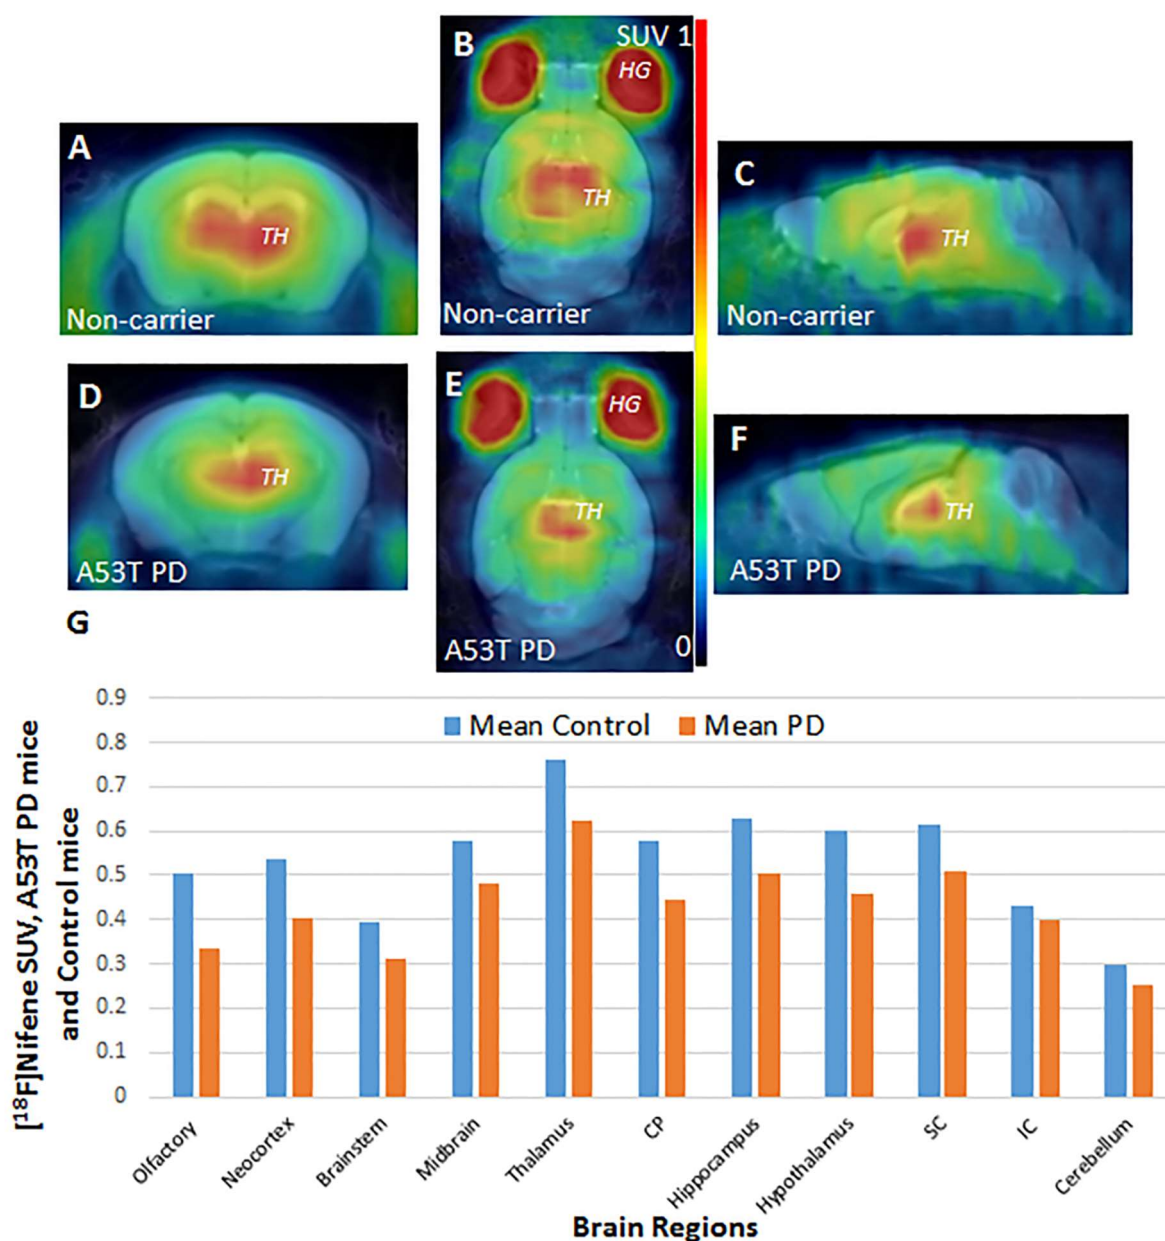 A
TH
Non-carrier
B
SUV 1
HG
TH
Non-carrier
C
TH
Non-carrier
D
TH
A53T PD
E
HG
TH
A53T PD
0
F
TH
A53T PD
G
[18F]Nifene SUV, A53T PD mice
and Control mice
Mean Control
Mean PD
0.9
0.8
0.7
0.6
0.5
0.4
0.3
0.2
0.1
0
Olfactory
Neocortex
Brainstem
Midbrain
Thalamus
CP
Hippocampus
Hypothalamus
SC
IC
Cerebellum
Brain Regions